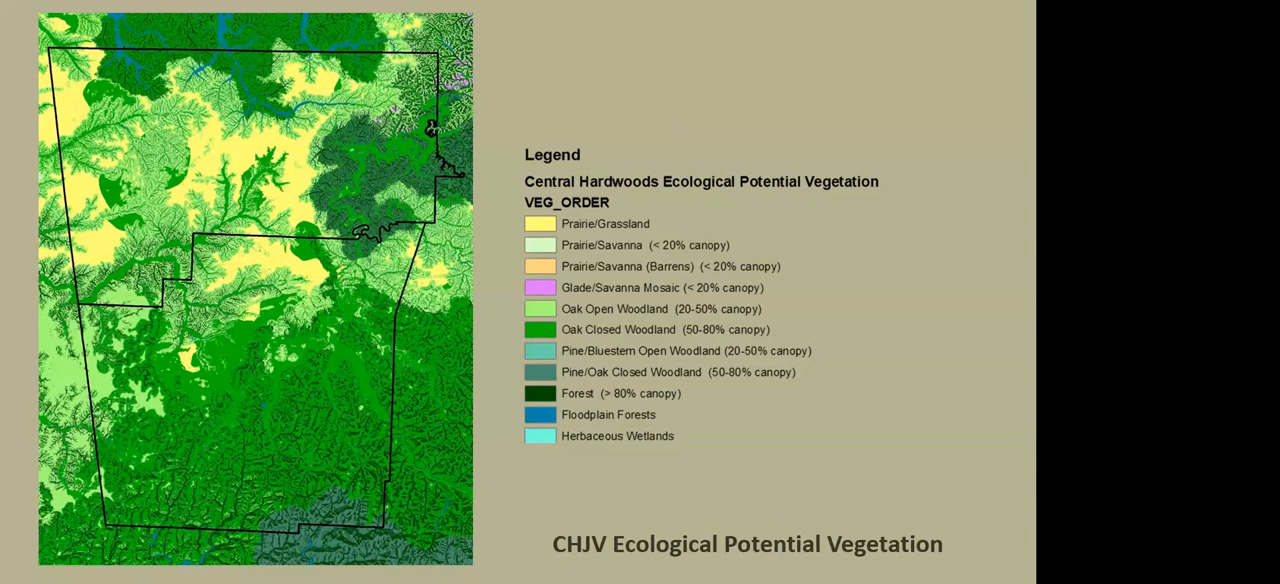 Legend
Central Hardwoods Ecological Potential Vegetation
VEG_ORDER
Prairie/Grassland
Prairie/Savanna (< 20% canopy)
Prairie/Savanna (Barrens) (< 20% canopy)
Glade/Savanna Mosaic (< 20% canopy)
Oak Open Woodland (20-50% canopy)
Oak Closed Woodland (50-80% canopy)
Pine/Bluestem Open Woodland (20-50% canopy)
Pine/Oak Closed Woodland (50-80% canopy)
Forest (> 80% canopy)
Floodplain Forests
Herbaceous Wetlands
CHJV Ecological Potential Vegetation